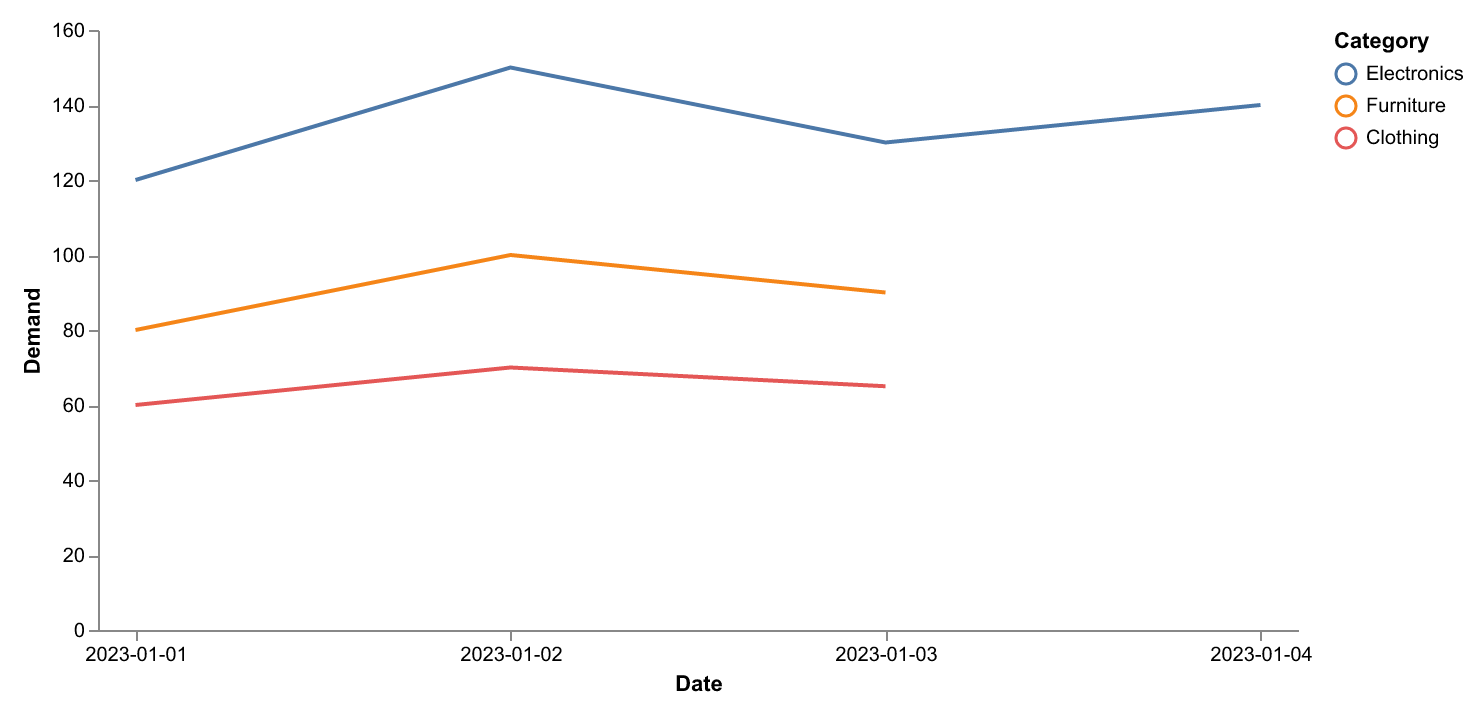 160
140
120
100
80
60
40
20
0
Demand
2023-01-01
2023-01-02
2023-01-03
2023-01-04
Date
Category
Electronics
Furniture
Clothing